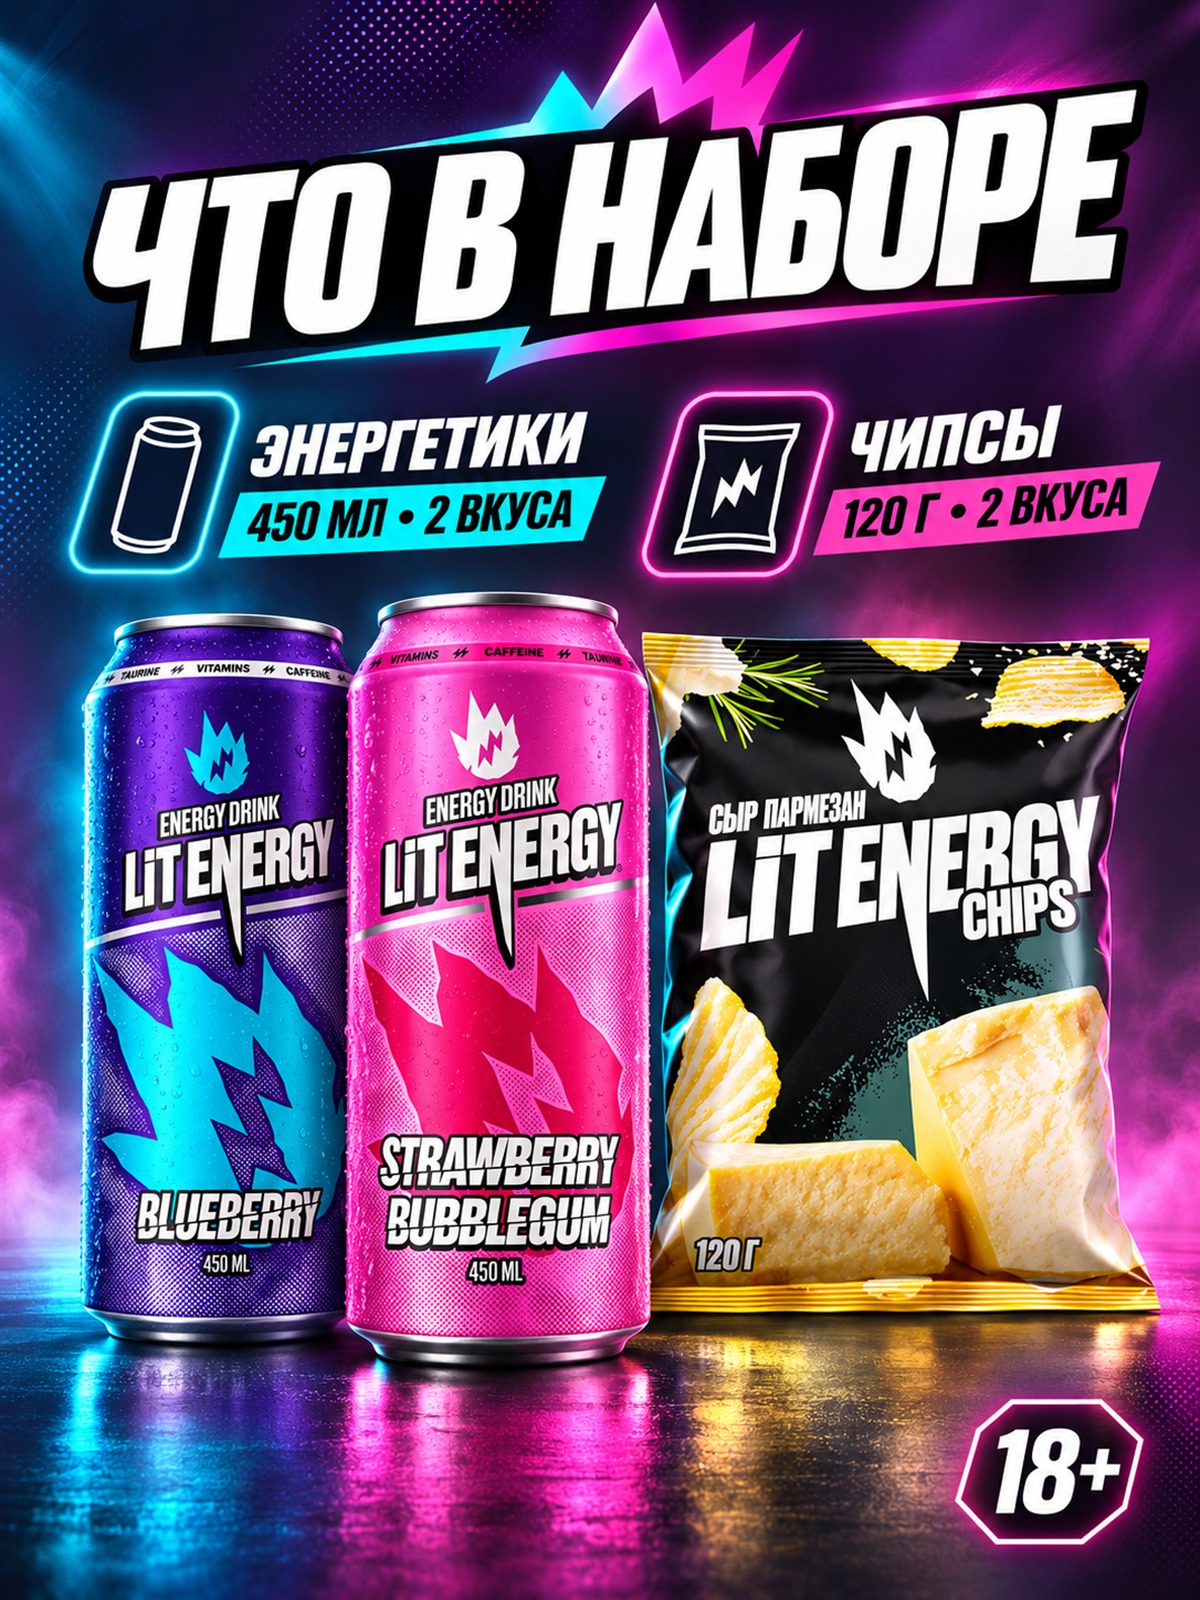 ЧТО В НАБОРЕ
ЭНЕРГЕТИКИ
450 МЛ • 2 ВКУСА
ЧИПСЫ
120 Г • 2 ВКУСА
TAURINE VITAMINS CAFFEINE
ENERGY DRINK
LiT ENERGY
BLUEBERRY
450 ML
VITAMINS CAFFEINE TAURINE
ENERGY DRINK
LiT ENERGY
STRAWBERRY
BUBBLEGUM
450 ML
СЫР ПАРМЕЗАН
LiT ENERGY
CHIPS
120 Г
18+